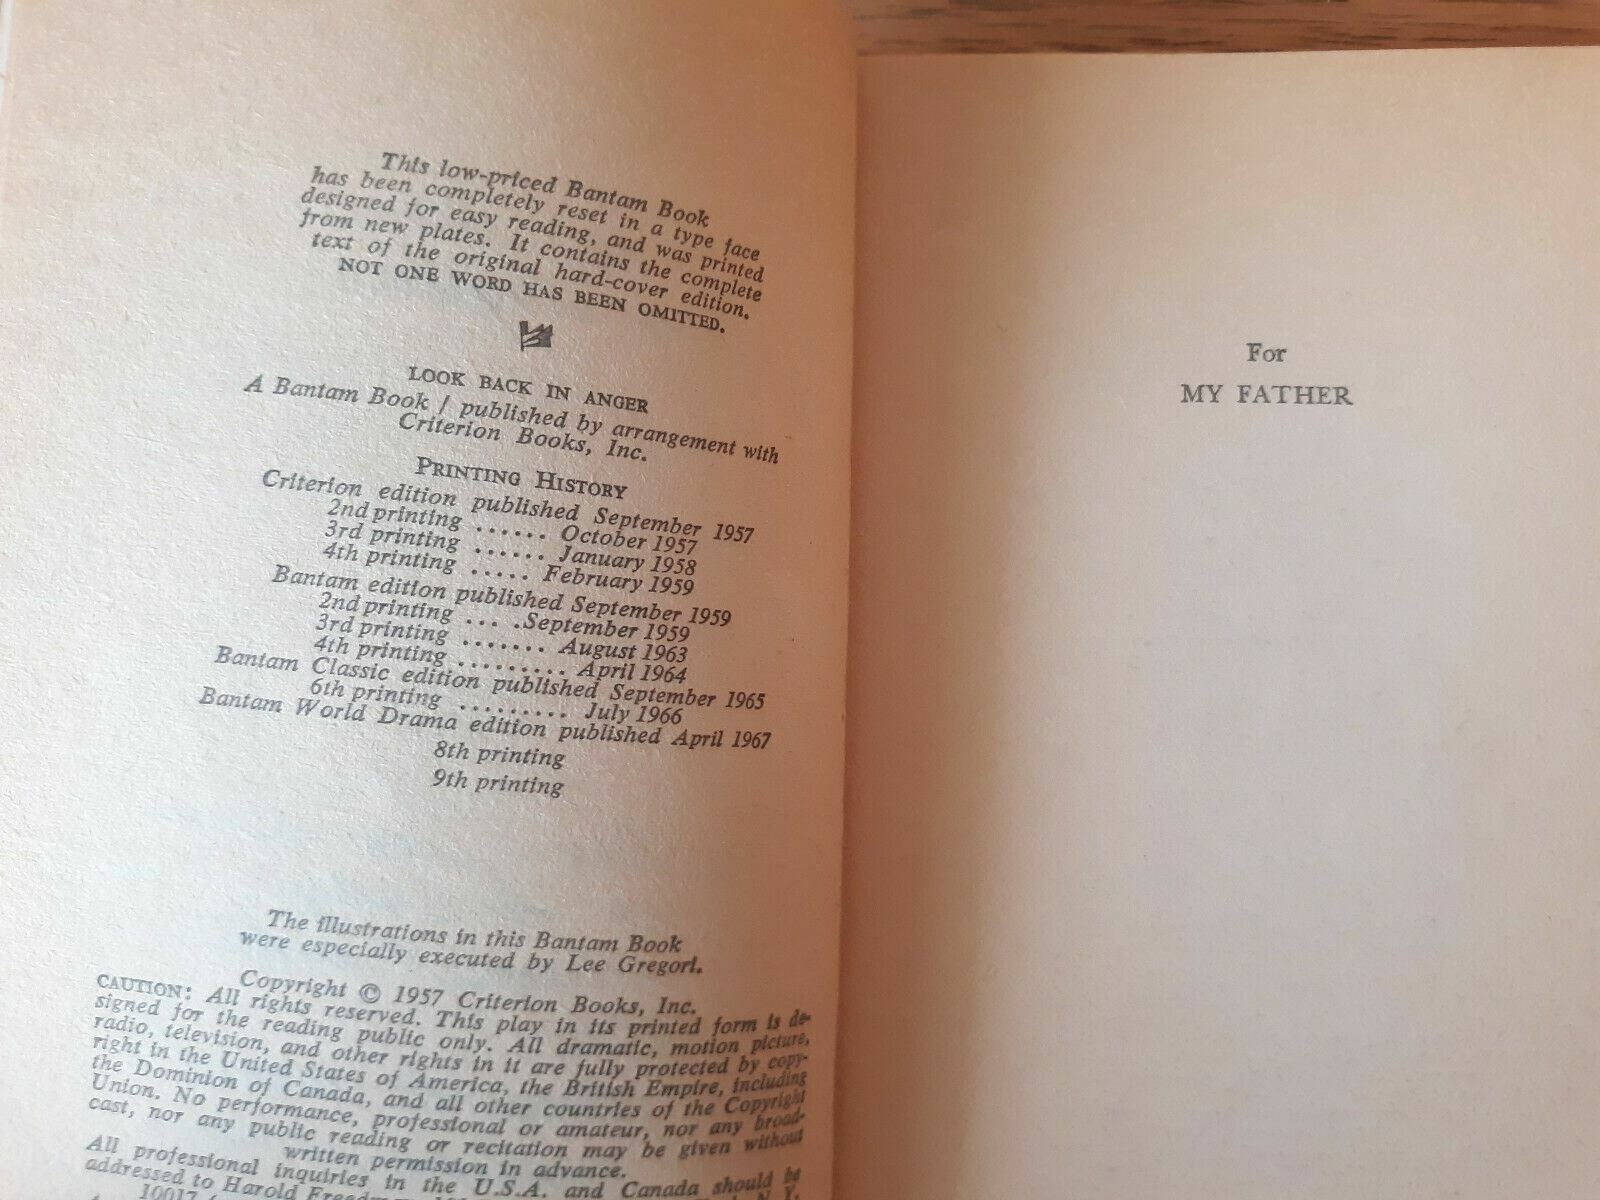 This low-priced Bantam Book
has been completely reset in a type face
designed for easy reading, and was printed
from new plates. It contains the complete
text of the original hard-cover edition.
NOT ONE WORD HAS BEEN OMITTED.
LOOK BACK IN ANGER
A Bantam Book / published by arrangement with
Criterion Books, Inc.
PRINTING HISTORY
Criterion edition published September 1957
2nd printing ...... October 1957
3rd printing ...... January 1958
4th printing ..... February 1959
Bantam edition published September 1959
2nd printing ... .September 1959
3rd printing ....... August 1963
4th printing ......... April 1964
Bantam Classic edition published September 1965
6th printing ......... July 1966
Bantam World Drama edition published April 1967
8th printing
9th printing
The illustrations in this Bantam Book
were especially executed by Lee Gregori.
Copyright © 1957 Criterion Books, Inc.
CAUTION: All rights reserved. This play in its printed form is de-
signed for the reading public only. All dramatic, motion picture,
radio, television, and other rights in it are fully protected by copy-
right in the United States of America, the British Empire, including
the Dominion of Canada, and all other countries of the Copyright
Union. No performance, professional or amateur, nor any broad-
cast, nor any public reading or recitation may be given without
written permission in advance.
All professional inquiries in the U.S.A. and Canada should be
addressed to Harold N.Y.
10017
For
MY FATHER